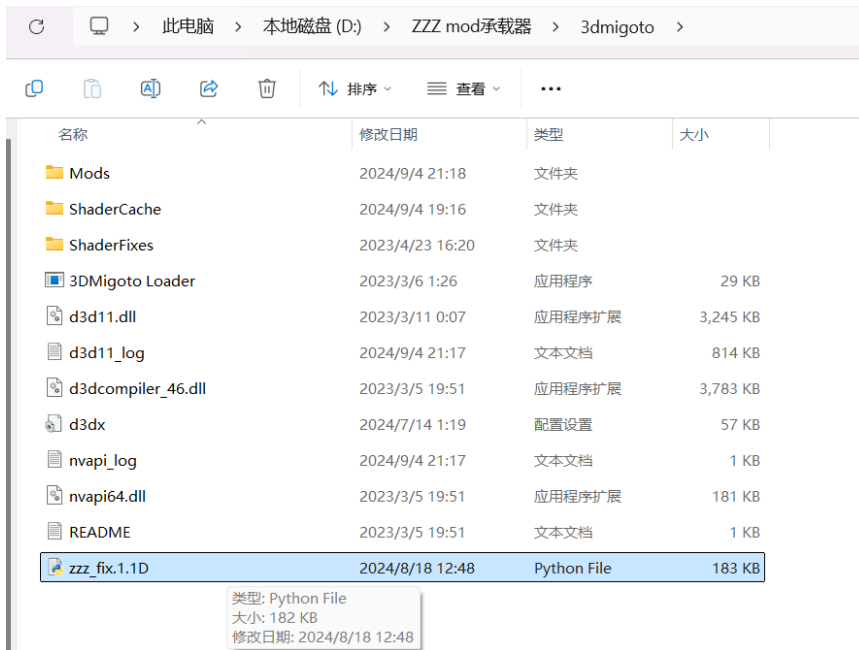 此电脑 > 本地磁盘 (D:) > ZZZ mod承载器 > 3dmigoto >
排序 查看 ...
名称 修改日期 类型 大小
Mods 2024/9/4 21:18 文件夹
ShaderCache 2024/9/4 19:16 文件夹
ShaderFixes 2023/4/23 16:20 文件夹
3DMigoto Loader 2023/3/6 1:26 应用程序 29 KB
d3d11.dll 2023/3/11 0:07 应用程序扩展 3,245 KB
d3d11_log 2024/9/4 21:17 文本文档 814 KB
d3dcompiler_46.dll 2023/3/5 19:51 应用程序扩展 3,783 KB
d3dx 2024/7/14 1:19 配置设置 57 KB
nvapi_log 2024/9/4 21:17 文本文档 1 KB
nvapi64.dll 2023/3/5 19:51 应用程序扩展 181 KB
README 2023/3/5 19:51 文本文档 1 KB
zzz_fix.1.1D 2024/8/18 12:48 Python File 183 KB
类型: Python File
大小: 182 KB
修改日期: 2024/8/18 12:48